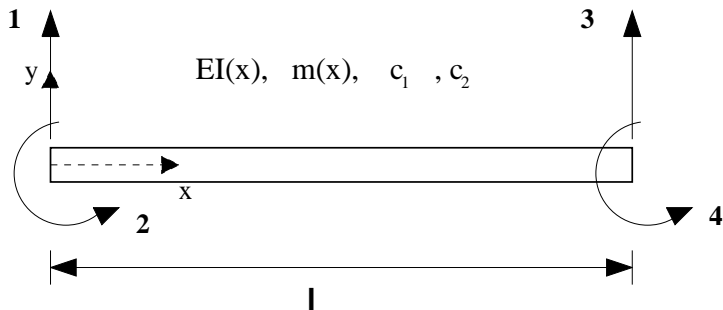 1
3
EI(x), m(x), c₁ , c₂
y
x
2
4
l